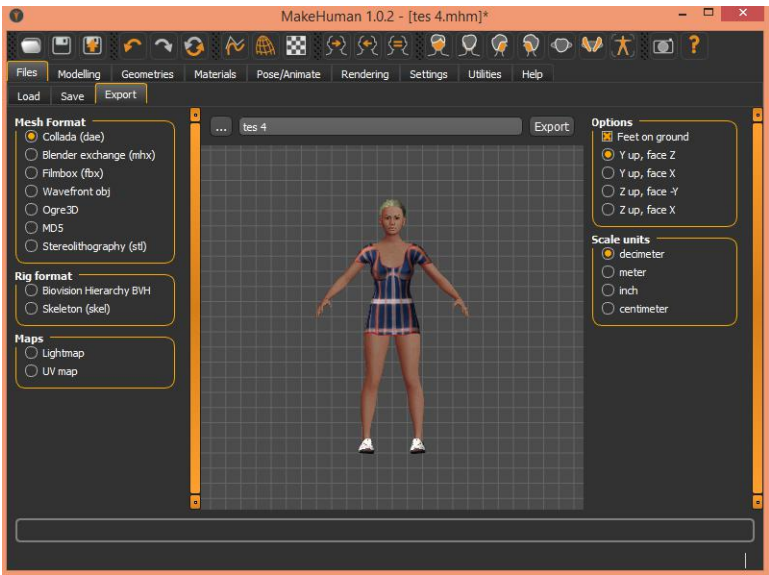 MakeHuman 1.0.2 - [tes 4.mhm]*
Files Modelling Geometries Materials Pose/Animate Rendering Settings Utilities Help
Load Save Export
Mesh Format
Collada (dae)
Blender exchange (mhx)
Filmbox (fbx)
Wavefront obj
Ogre3D
MD5
Stereolithography (stl)
Rig format
Biovision Hierarchy BVH
Skeleton (skel)
Maps
Lightmap
UV map
... tes 4 Export
Options
Feet on ground
Y up, face Z
Y up, face X
Z up, face -Y
Z up, face X
Scale units
decimeter
meter
inch
centimeter